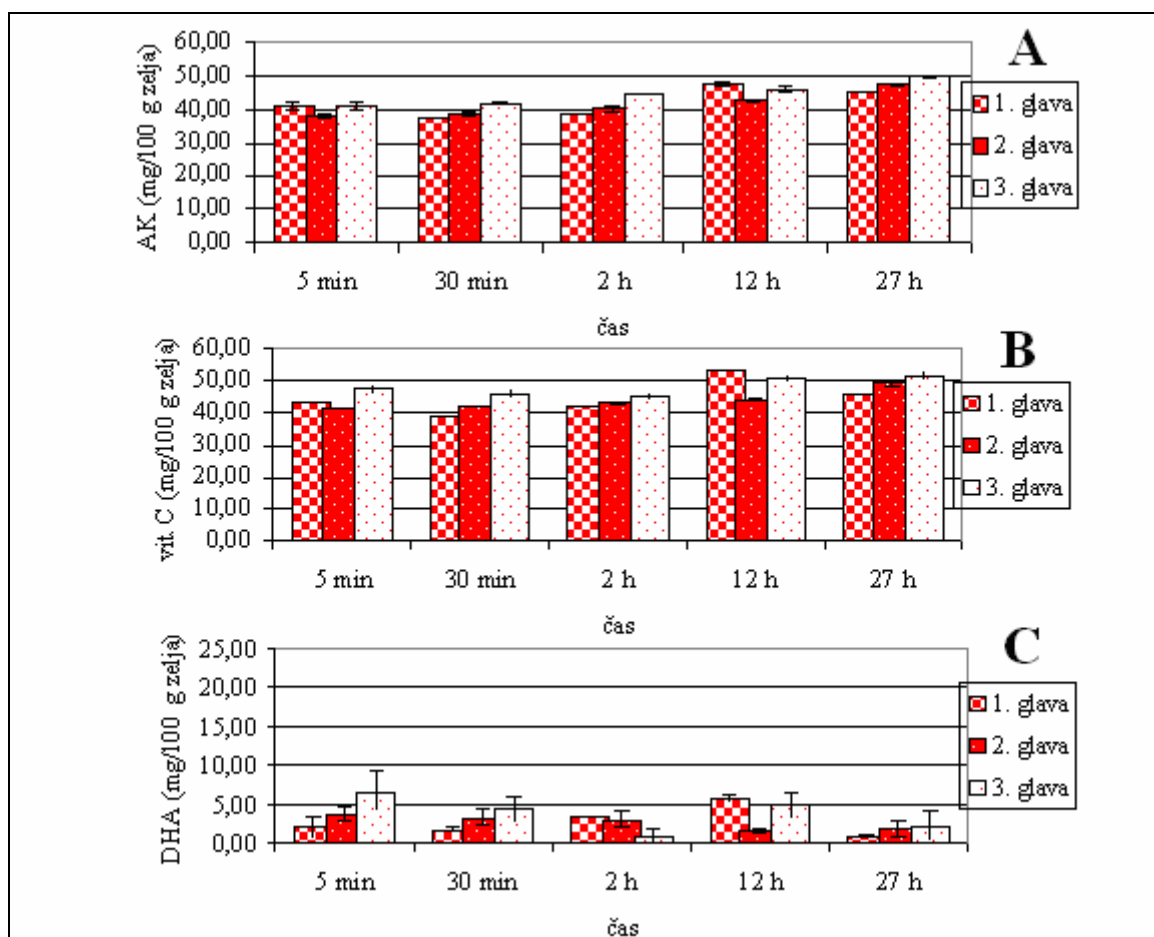 A
AK (mg/100 g zelja)
60,00
50,00
40,00
30,00
20,00
10,00
0,00
5 min 30 min 2 h 12 h 27 h
čas
1. glava
2. glava
3. glava
B
vit C (mg/100 g zelja)
60,00
50,00
40,00
30,00
20,00
10,00
0,00
5 min 30 min 2 h 12 h 27 h
čas
1. glava
2. glava
3. glava
C
DHA (mg/100 g zelja)
25,00
20,00
15,00
10,00
5,00
0,00
5 min 30 min 2 h 12 h 27 h
čas
1. glava
2. glava
3. glava